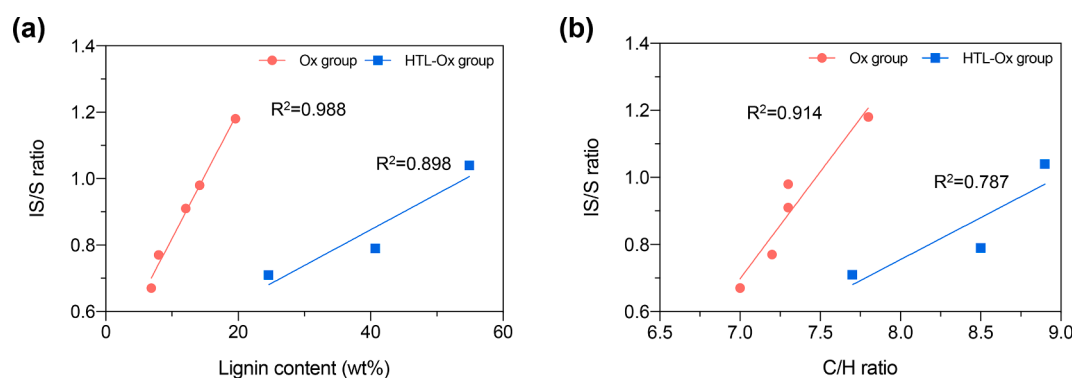 (a)
1.4
1.2
1.0
0.8
0.6
IS/S ratio
Ox group
HTL-Ox group
R²=0.988
R²=0.898
0
20
40
60
Lignin content (wt%)
(b)
1.4
1.2
1.0
0.8
0.6
IS/S ratio
Ox group
HTL-Ox group
R²=0.914
R²=0.787
6.5
7.0
7.5
8.0
8.5
9.0
C/H ratio